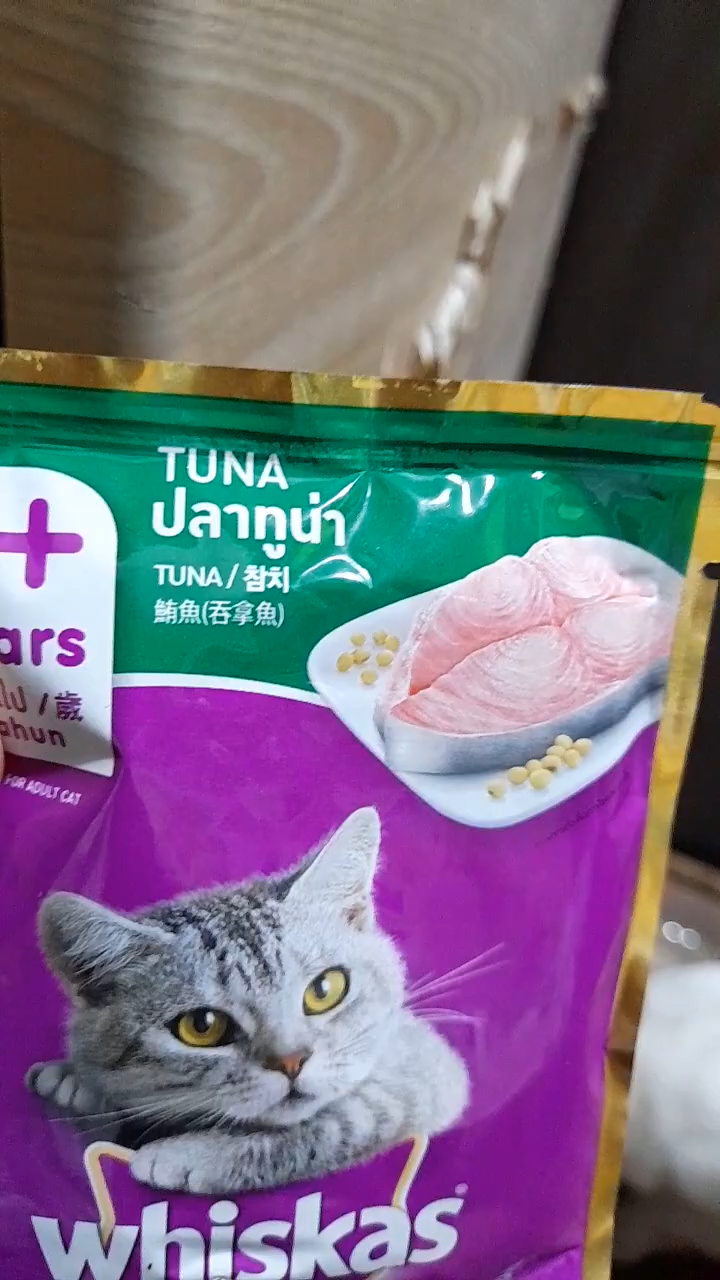 TUNA
ปลาทูน่า
TUNA / 참치
鮪魚(吞拿魚)
+
ars
ไป / 歲
ahun
FOR ADULT CAT
whiskas